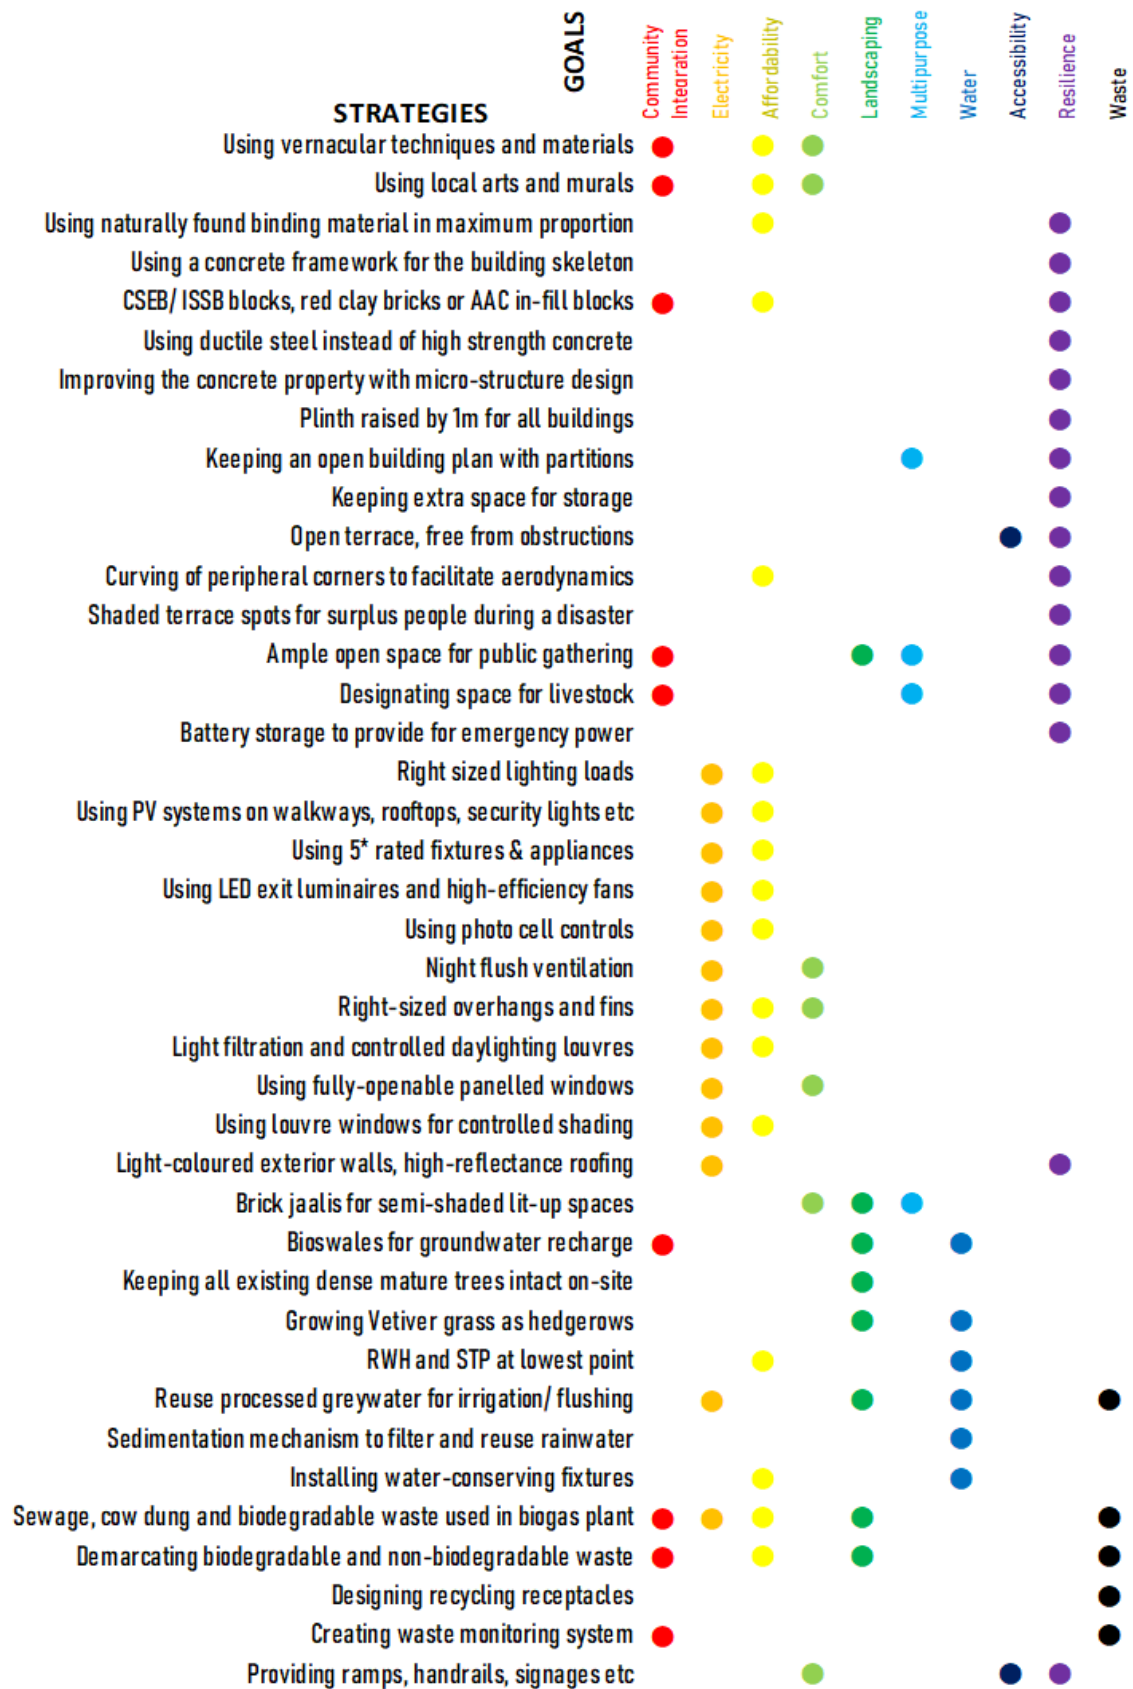 GOALS
Community
Integration
Electricity
Affordability
Comfort
Landscaping
Multipurpose
Water
Accessibility
Resilience
Waste
STRATEGIES
Using vernacular techniques and materials
Using local arts and murals
Using naturally found binding material in maximum proportion
Using a concrete framework for the building skeleton
CSEB/ ISSB blocks, red clay bricks or AAC in-fill blocks
Using ductile steel instead of high strength concrete
Improving the concrete property with micro-structure design
Plinth raised by 1m for all buildings
Keeping an open building plan with partitions
Keeping extra space for storage
Open terrace, free from obstructions
Curving of peripheral corners to facilitate aerodynamics
Shaded terrace spots for surplus people during a disaster
Ample open space for public gathering
Designating space for livestock
Battery storage to provide for emergency power
Right sized lighting loads
Using PV systems on walkways, rooftops, security lights etc
Using 5* rated fixtures & appliances
Using LED exit luminaires and high-efficiency fans
Using photo cell controls
Night flush ventilation
Right-sized overhangs and fins
Light filtration and controlled daylighting louvres
Using fully-openable panelled windows
Using louvre windows for controlled shading
Light-coloured exterior walls, high-reflectance roofing
Brick jaalis for semi-shaded lit-up spaces
Bioswales for groundwater recharge
Keeping all existing dense mature trees intact on-site
Growing Vetiver grass as hedgerows
RWH and STP at lowest point
Reuse processed greywater for irrigation/ flushing
Sedimentation mechanism to filter and reuse rainwater
Installing water-conserving fixtures
Sewage, cow dung and biodegradable waste used in biogas plant
Demarcating biodegradable and non-biodegradable waste
Designing recycling receptacles
Creating waste monitoring system
Providing ramps, handrails, signages etc